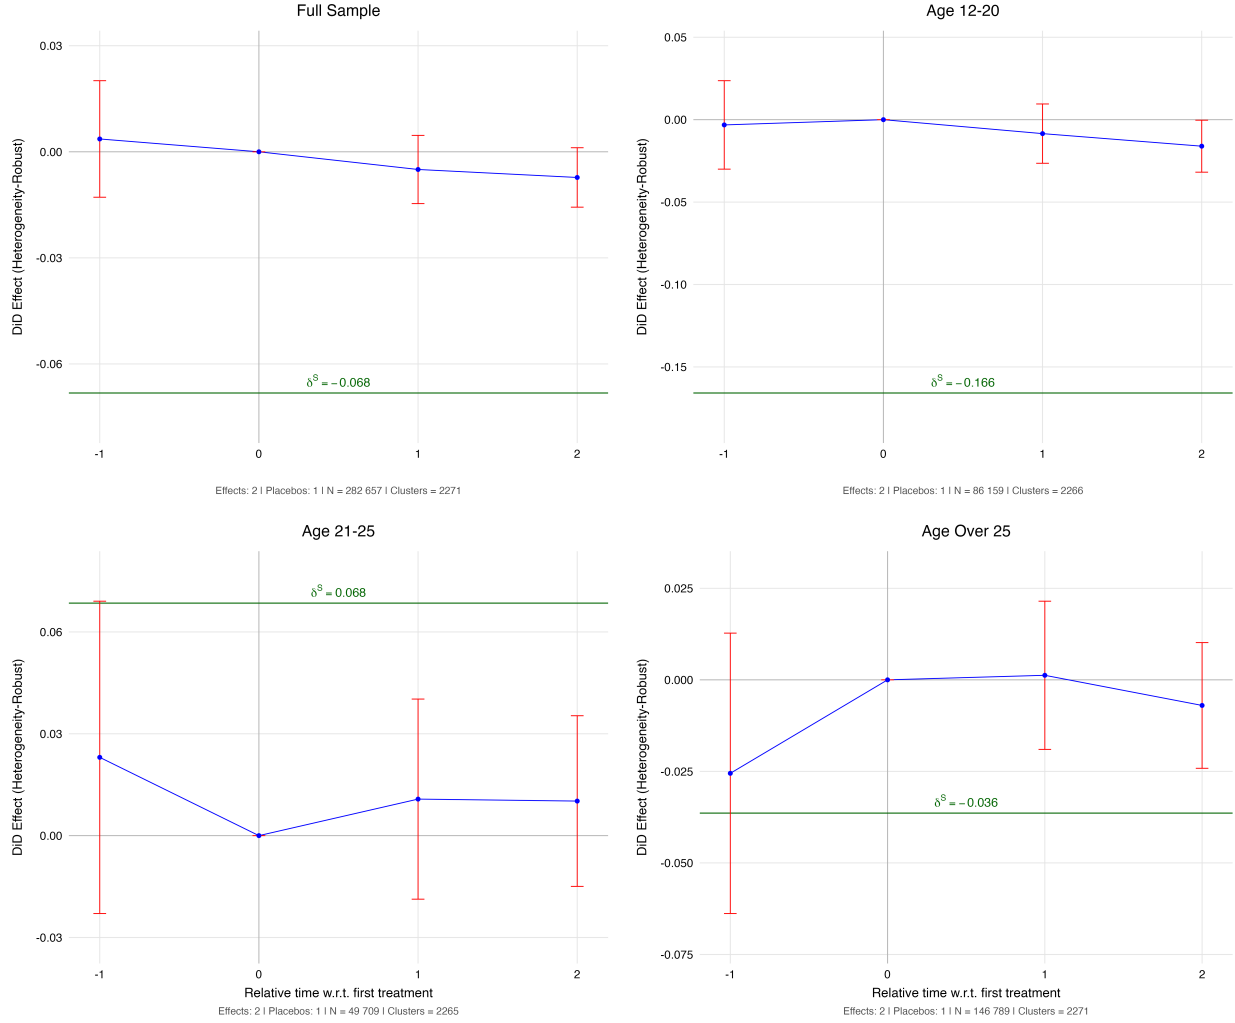 Full Sample
DiD Effect (Heterogeneity-Robust)
0.03
0.00
-0.03
-0.06
δS = −0.068
-1 0 1 2
Effects: 2 | Placebos: 1 | N = 282 657 | Clusters = 2271
Age 12-20
DiD Effect (Heterogeneity-Robust)
0.05
0.00
-0.05
-0.10
-0.15
δS = −0.166
-1 0 1 2
Effects: 2 | Placebos: 1 | N = 86 159 | Clusters = 2266
Age 21-25
DiD Effect (Heterogeneity-Robust)
δS = 0.068
0.06
0.03
0.00
-0.03
-1 0 1 2
Relative time w.r.t. first treatment
Effects: 2 | Placebos: 1 | N = 49 709 | Clusters = 2265
Age Over 25
DiD Effect (Heterogeneity-Robust)
0.025
0.000
-0.025
δS = −0.036
-0.050
-0.075
-1 0 1 2
Relative time w.r.t. first treatment
Effects: 2 | Placebos: 1 | N = 146 789 | Clusters = 2271